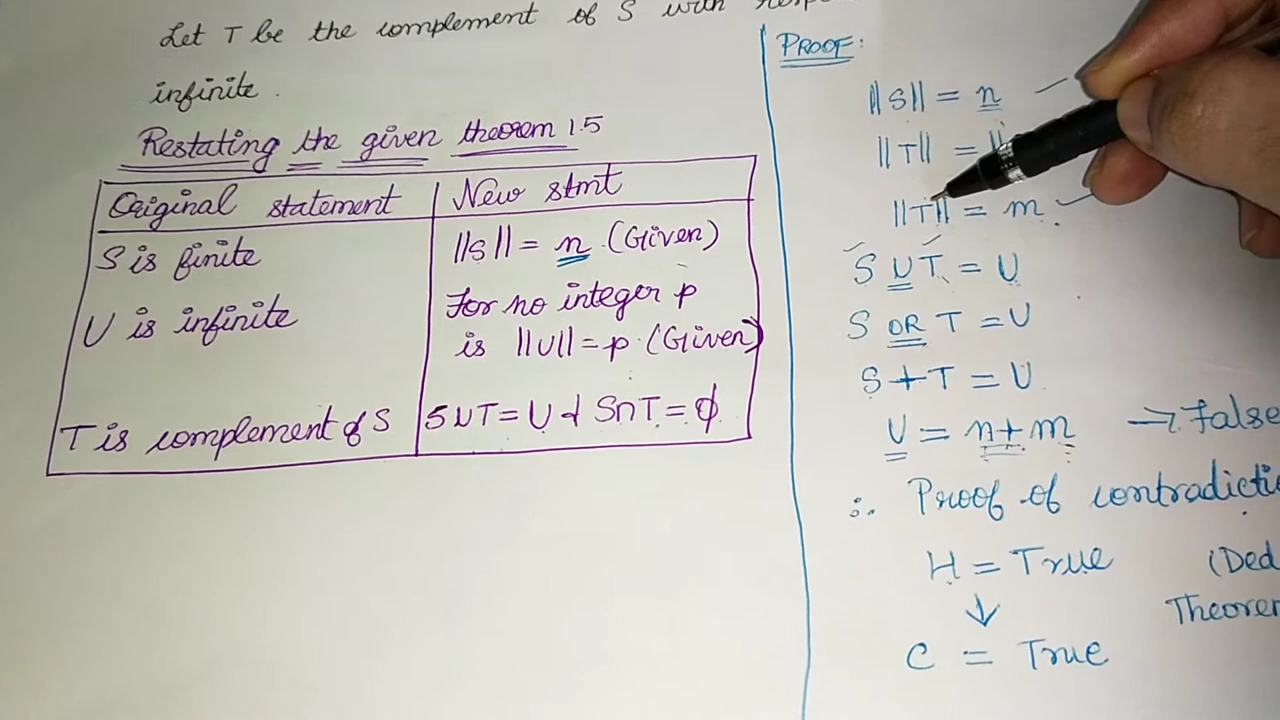 Let T be the complement of S with
infinite.
Restating the given theorem 1.5
Original statement New stmt
S is finite ||S|| = n (Given)
U is infinite For no integer p
is ||U|| = p (Given)
T is complement of S SUT = U & S∩T = φ
PROOF:
||S|| = n
||T|| =
||T|| = m
S U T = U
S OR T = U
S + T = U
U = n + m → False
∴ Proof of
H = True (Ded
↓
C = True